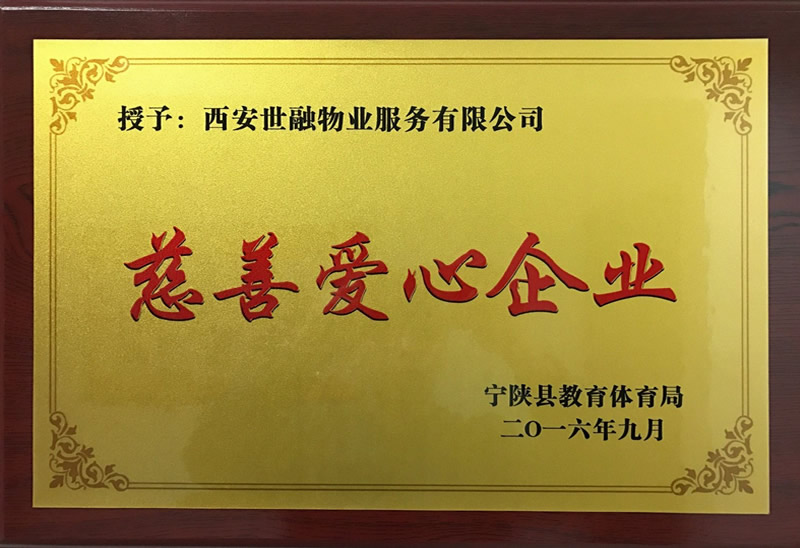 授予：西安世融物业服务有限公司
慈善爱心企业
宁陕县教育体育局
二O一六年九月